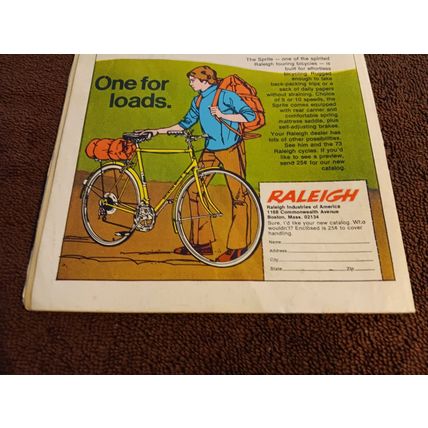 The Sprite — one of the spirited
Raleigh touring bicycles — is
built for effortless
bicycling. Rugged
enough to take
back-packing trips or a
sack of daily papers
without straining. Choice
of 5 or 10 speeds, the
Sprite comes equipped
with rear carrier and
comfortable spring
mattress saddle, plus
self-adjusting brakes.
Your Raleigh dealer has
lots of other possibilities.
See him and the 73
Raleigh cycles. If you'd
like to see a preview,
send 25¢ for our new
catalog.
One for
loads.
RALEIGH
Raleigh Industries of America
1168 Commonwealth Avenue
Boston, Mass. 02134
Sure, I'd like your new catalog. Who
wouldn't? Enclosed is 25¢ to cover
handling.
Name
Address
City
State Zip